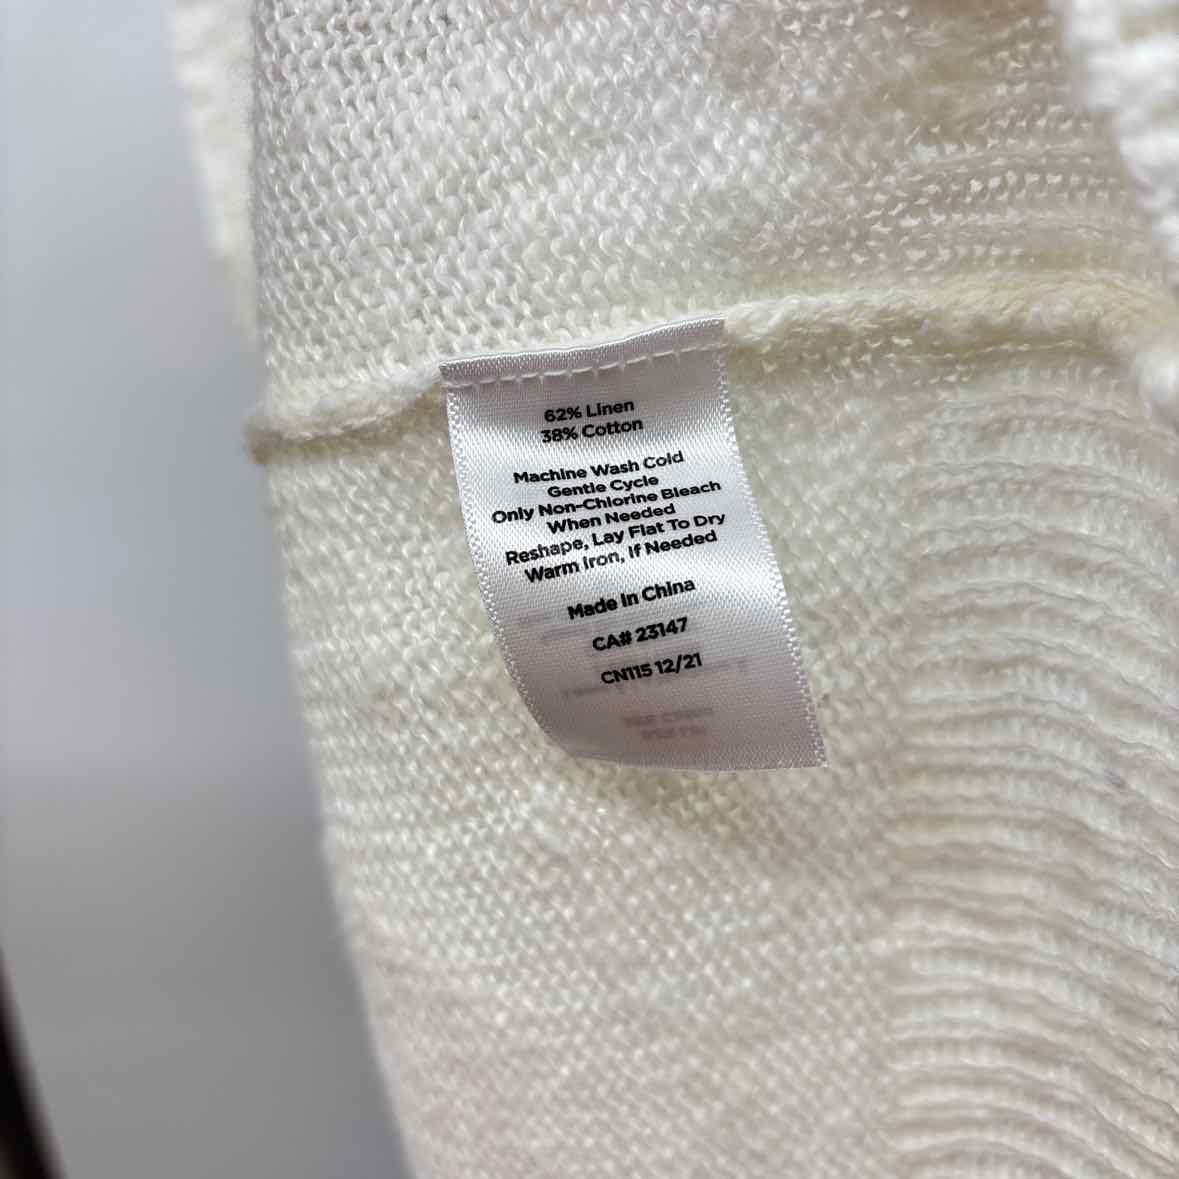 62% Linen
38% Cotton
Machine Wash Cold
Gentle Cycle
Only Non-Chlorine Bleach
When Needed
Reshape, Lay Flat To Dry
Warm Iron, If Needed
Made In China
CA# 23147
CN115 12/21